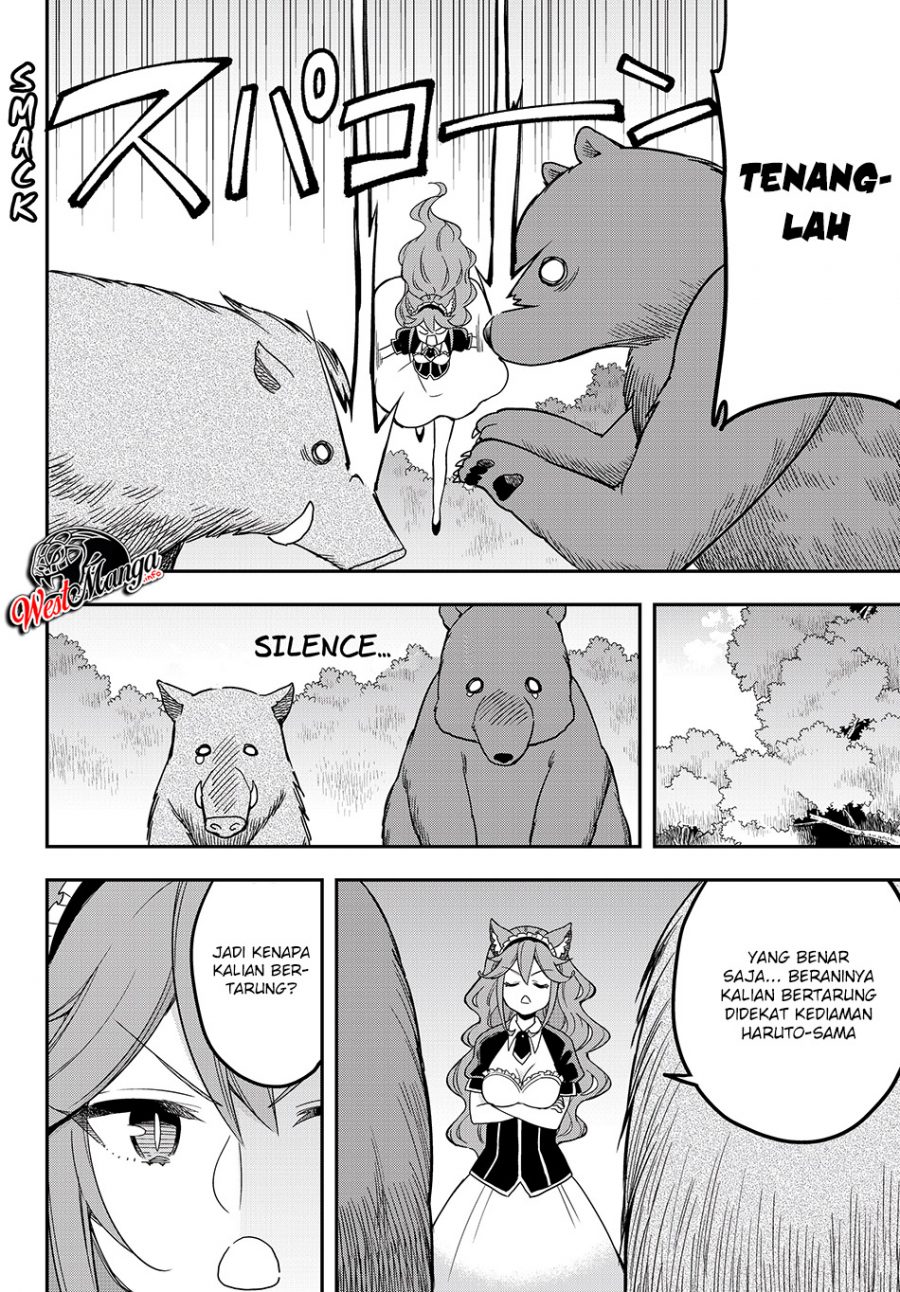 TENANG-
LAH
スパコーン
SMACK
WestManga
.info
SILENCE...
YANG BENAR
SAJA... BERANINYA
KALIAN BERTARUNG
DIDEKAT KEDIAMAN
HARUTO-SAMA
JADI KENAPA
KALIAN BER-
TARUNG?